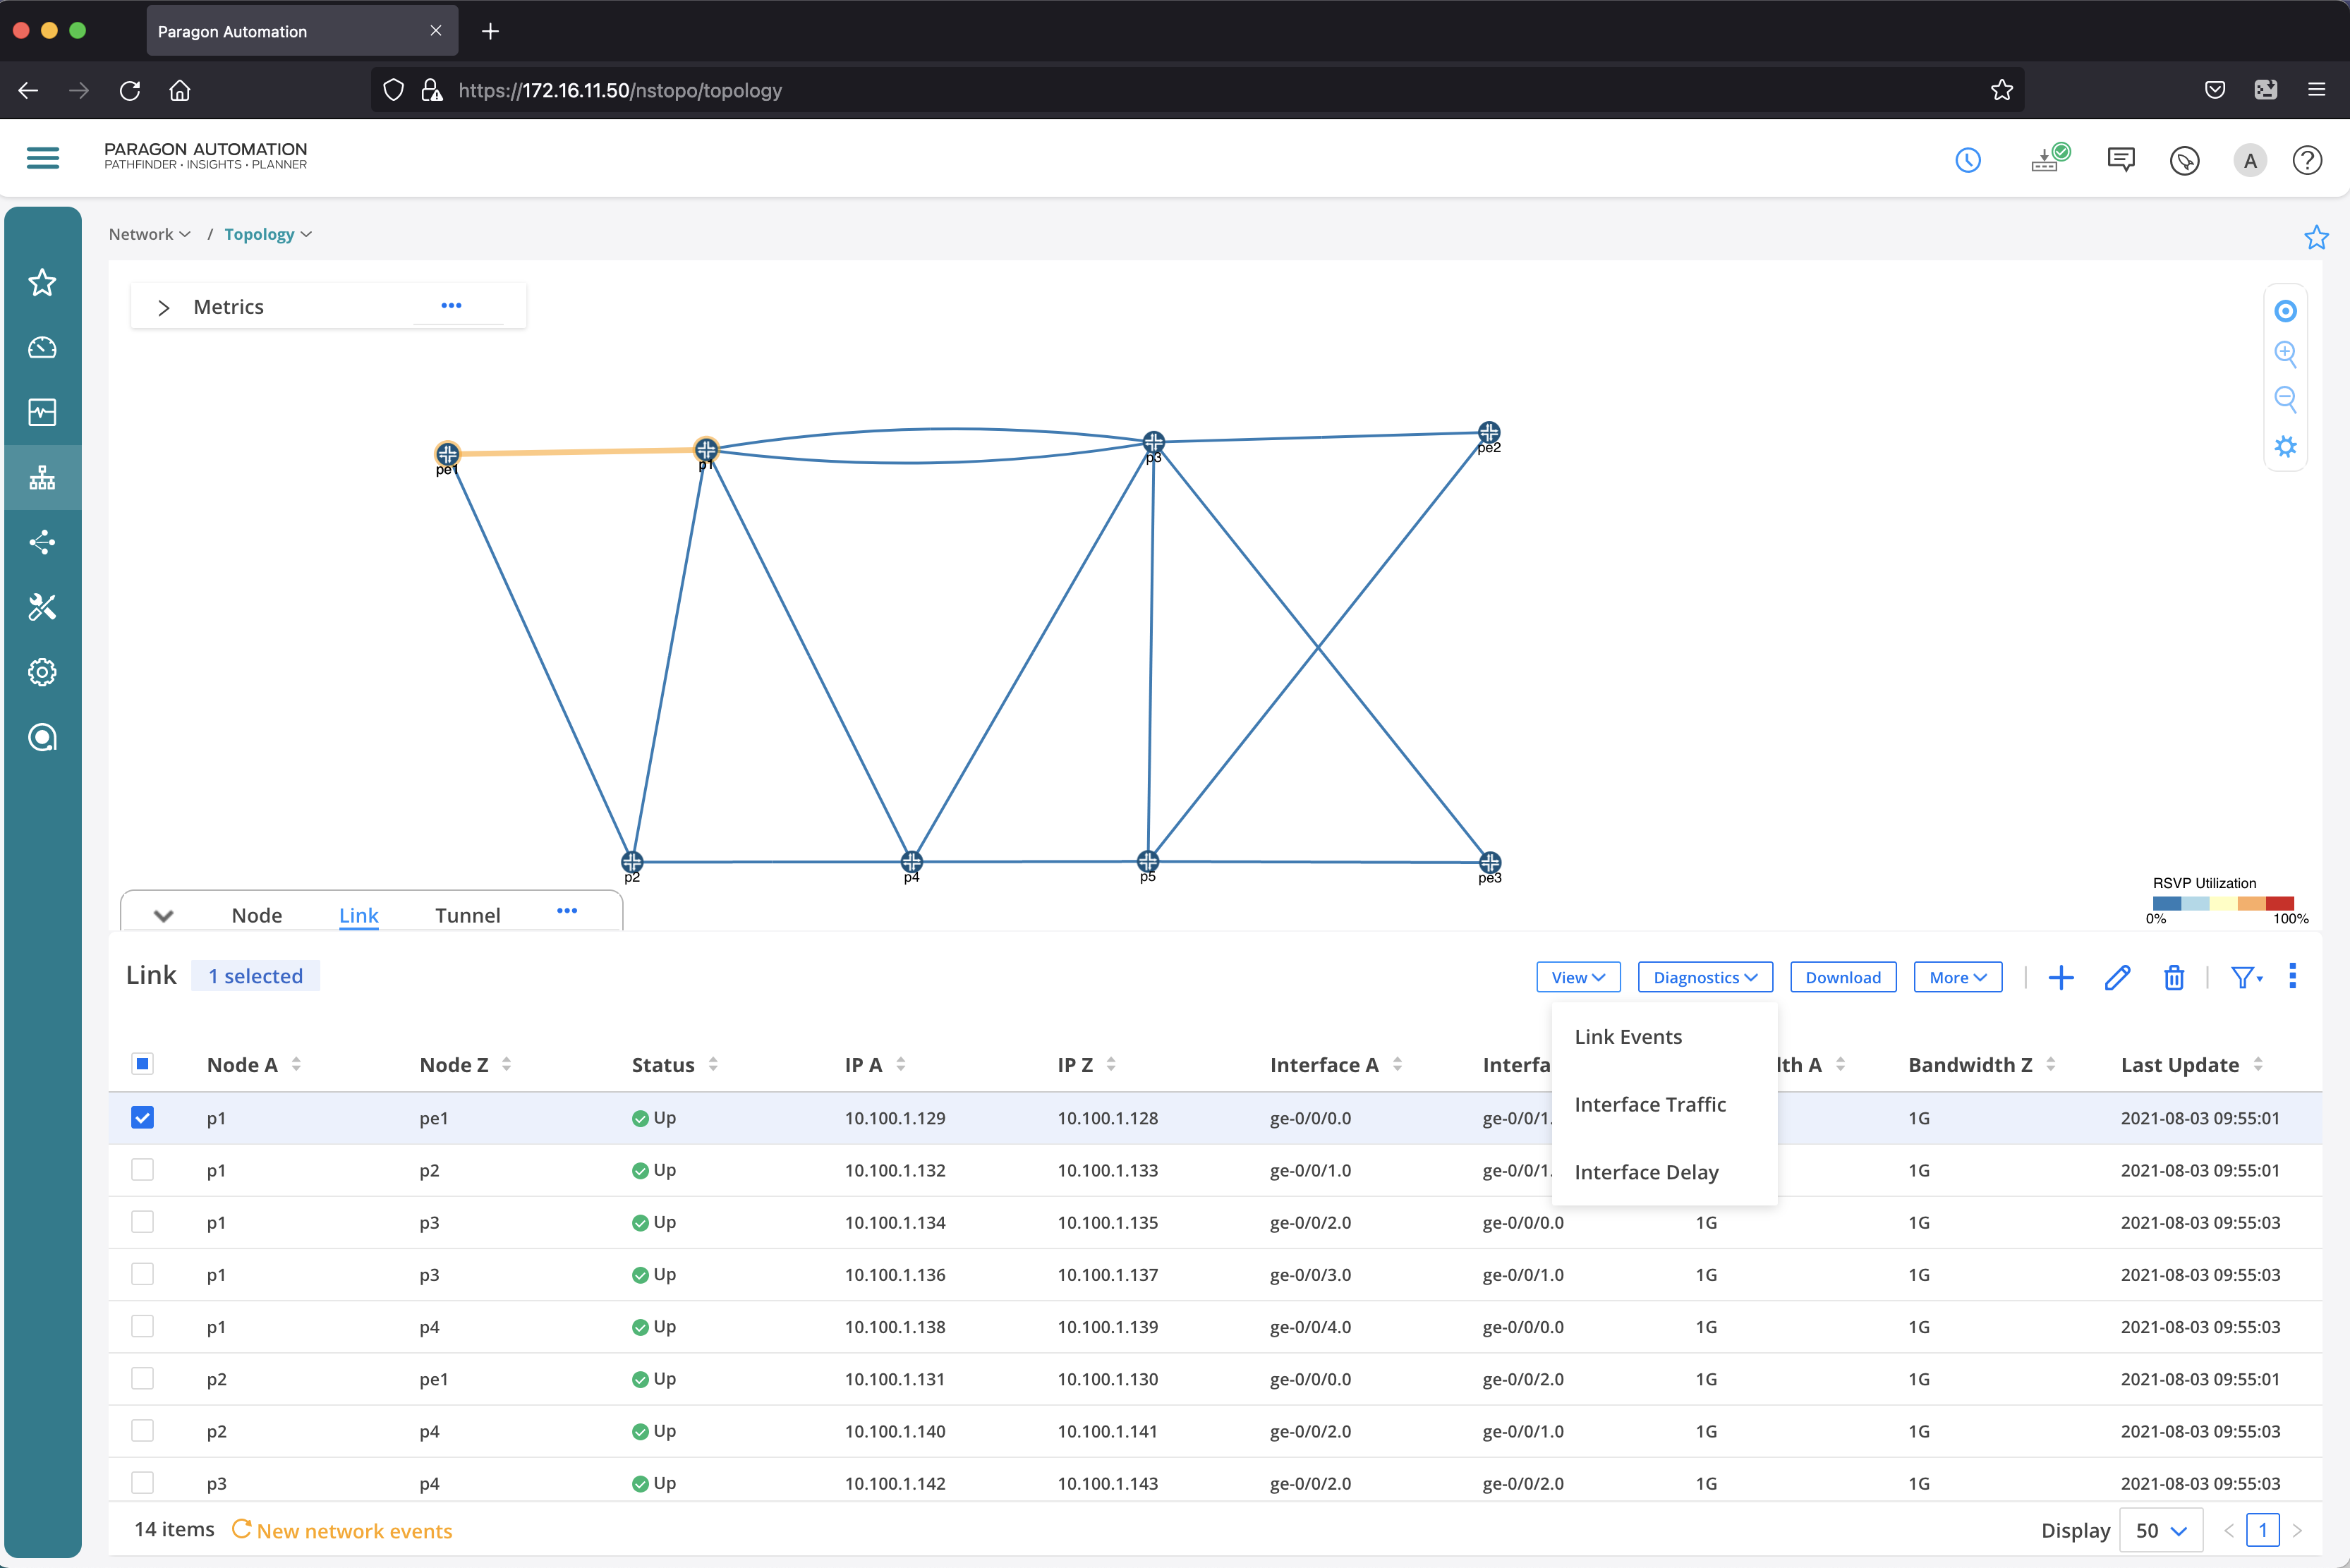 Paragon Automation
https://172.16.11.50/nstopo/topology
PARAGON AUTOMATION
PATHFINDER · INSIGHTS · PLANNER
A
Network / Topology
Metrics
pe1
p1
p3
pe2
p2
p4
p5
pe3
RSVP Utilization
0% 100%
Node Link Tunnel
Link 1 selected View Diagnostics Download More
Link Events
Interface Traffic
Interface Delay
Node A Node Z Status IP A IP Z Interface A Interfa th A Bandwidth Z Last Update
p1 pe1 Up 10.100.1.129 10.100.1.128 ge-0/0/0.0 ge-0/0/1. 1G 2021-08-03 09:55:01
p1 p2 Up 10.100.1.132 10.100.1.133 ge-0/0/1.0 ge-0/0/1. 1G 2021-08-03 09:55:01
p1 p3 Up 10.100.1.134 10.100.1.135 ge-0/0/2.0 ge-0/0/0.0 1G 1G 2021-08-03 09:55:03
p1 p3 Up 10.100.1.136 10.100.1.137 ge-0/0/3.0 ge-0/0/1.0 1G 1G 2021-08-03 09:55:03
p1 p4 Up 10.100.1.138 10.100.1.139 ge-0/0/4.0 ge-0/0/0.0 1G 1G 2021-08-03 09:55:03
p2 pe1 Up 10.100.1.131 10.100.1.130 ge-0/0/0.0 ge-0/0/2.0 1G 1G 2021-08-03 09:55:01
p2 p4 Up 10.100.1.140 10.100.1.141 ge-0/0/2.0 ge-0/0/1.0 1G 1G 2021-08-03 09:55:03
p3 p4 Up 10.100.1.142 10.100.1.143 ge-0/0/2.0 ge-0/0/2.0 1G 1G 2021-08-03 09:55:03
14 items New network events Display 50 1